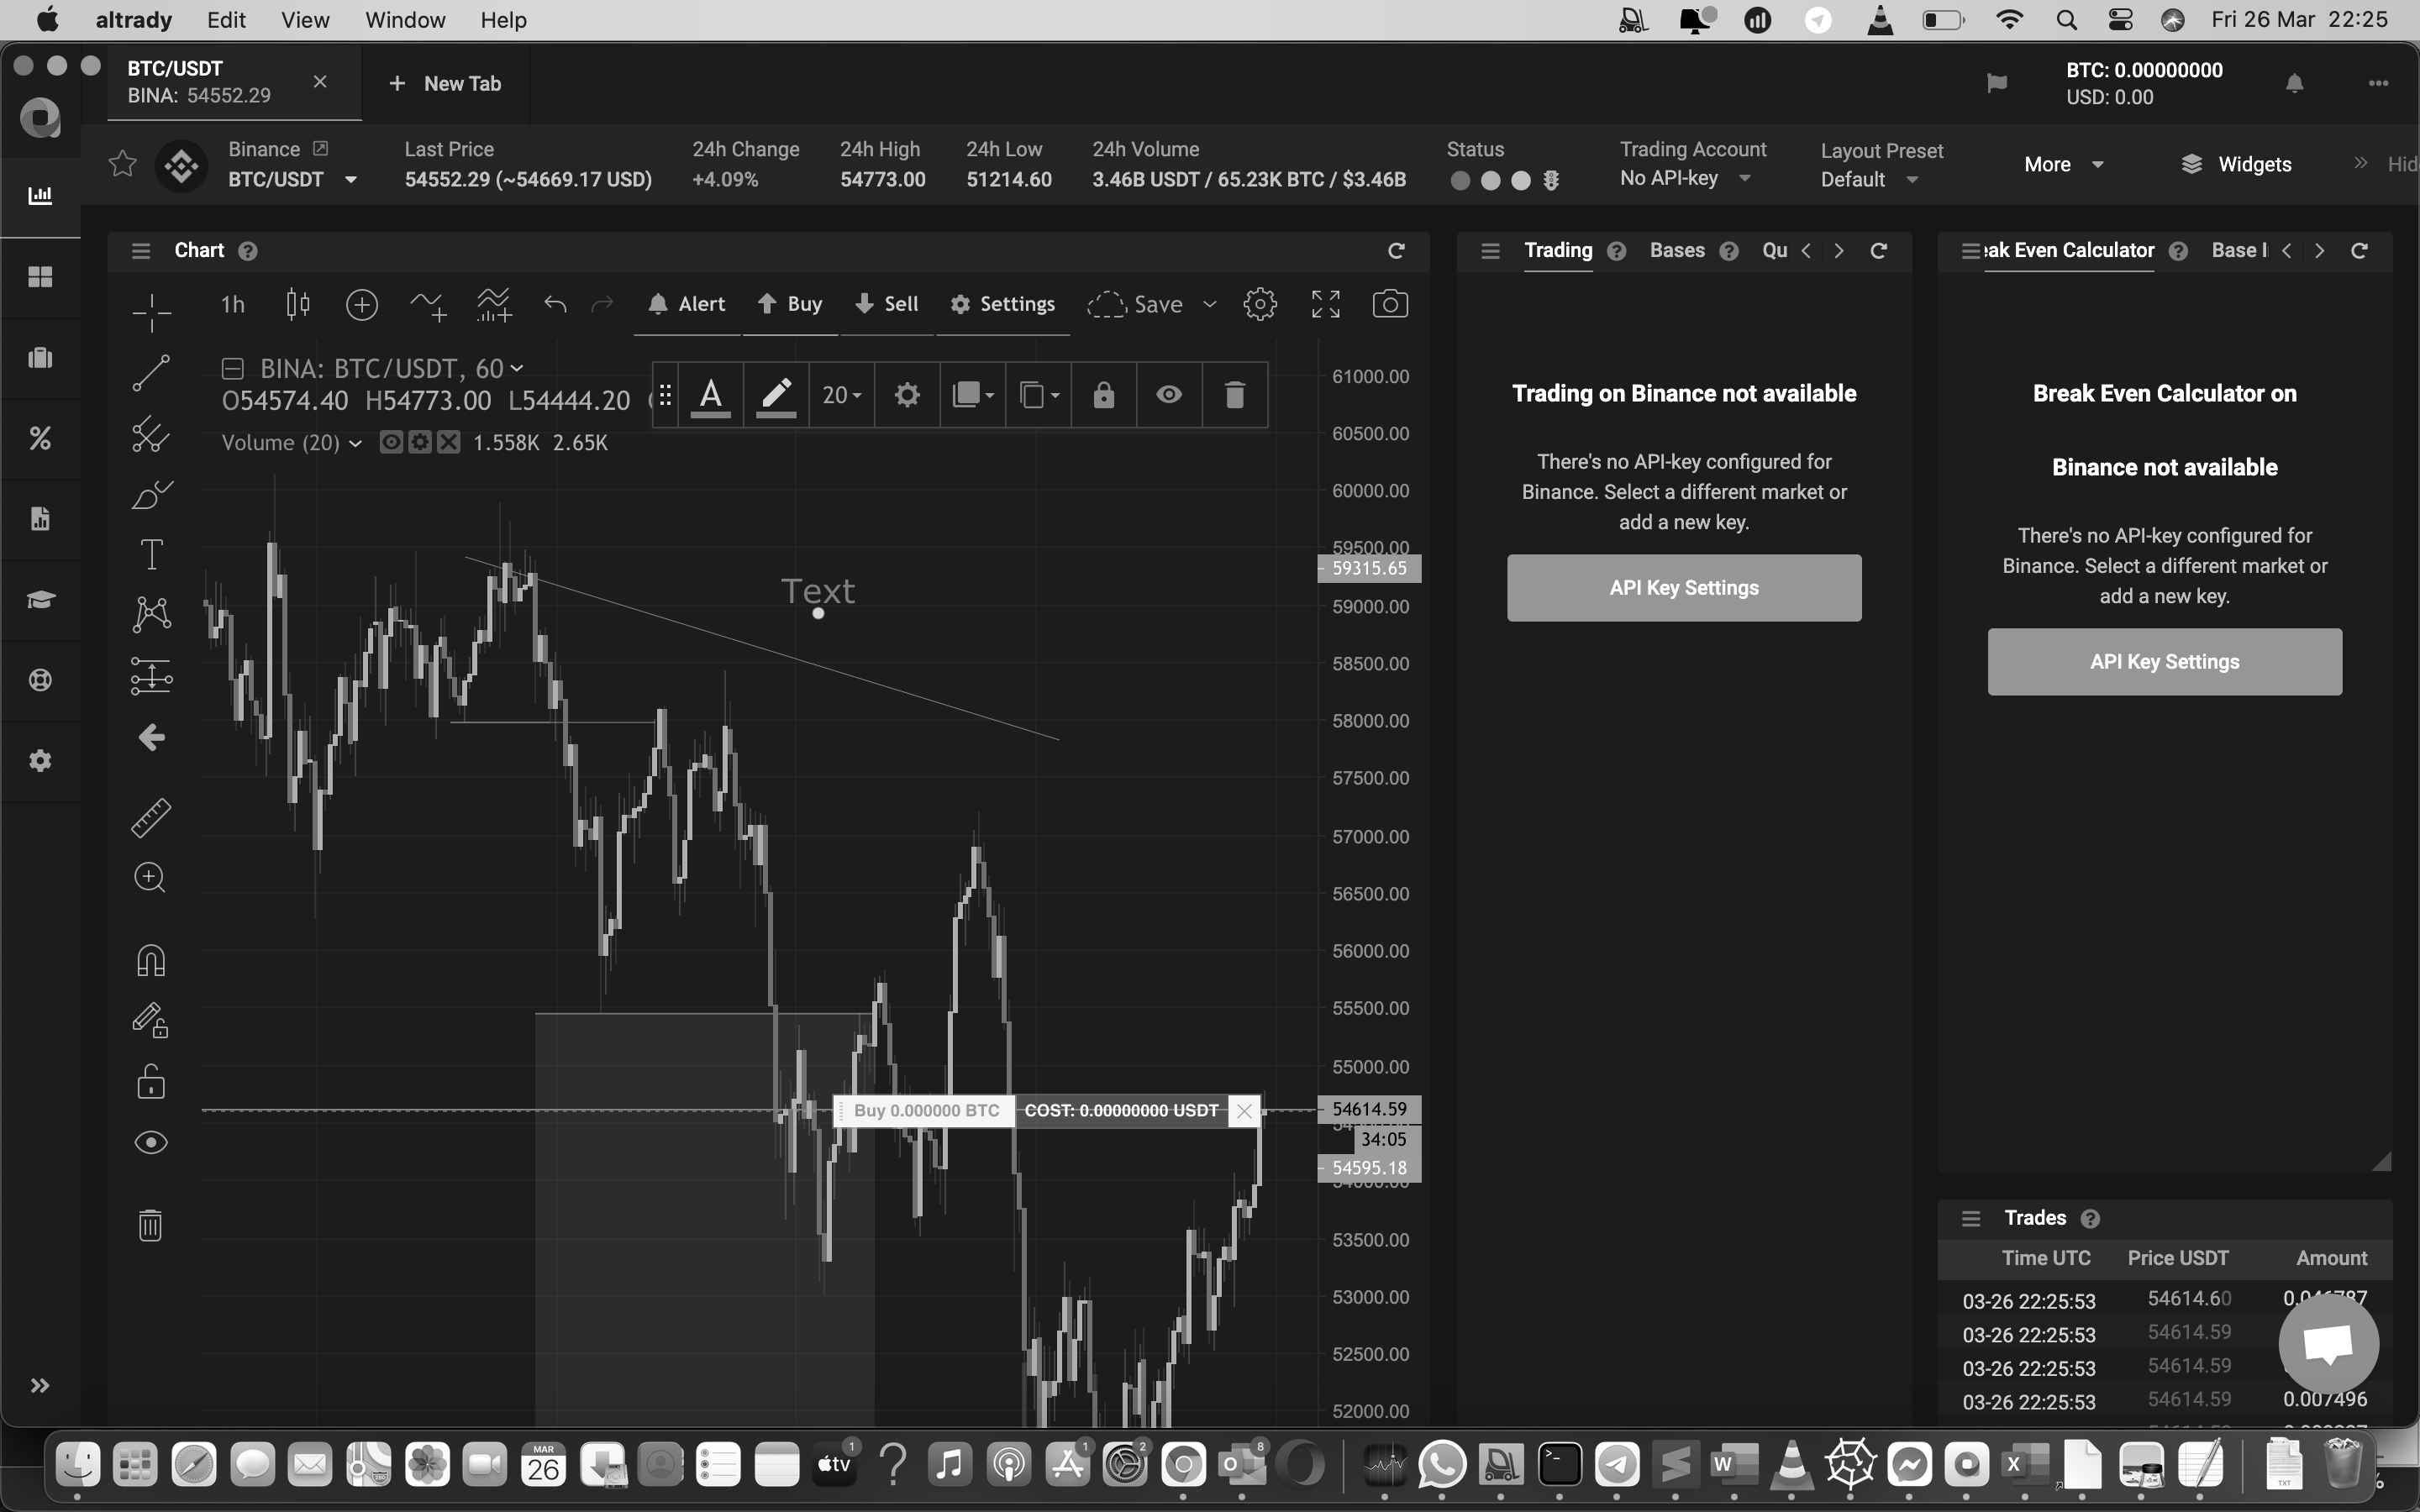 altrady Edit View Window Help Fri 26 Mar 22:25
BTC/USDT
BINA: 54552.29
New Tab
BTC: 0.00000000
USD: 0.00
Binance
BTC/USDT
Last Price
54552.29 (~54669.17 USD)
24h Change
+4.09%
24h High
54773.00
24h Low
51214.60
24h Volume
3.46B USDT / 65.23K BTC / $3.46B
Status
Trading Account
No API-key
Layout Preset
Default
More
Widgets
Hid
Chart
1h
Alert
Buy
Sell
Settings
Save
BINA: BTC/USDT, 60
O54574.40 H54773.00 L54444.20
20
Volume (20) 1.558K 2.65K
Text
61000.00
60500.00
60000.00
59500.00
59315.65
59000.00
58500.00
58000.00
57500.00
57000.00
56500.00
56000.00
55500.00
55000.00
54614.59
34:05
54595.18
53500.00
53000.00
52500.00
52000.00
Buy 0.000000 BTC COST: 0.00000000 USDT
Trading Bases Qu
Trading on Binance not available
There's no API-key configured for
Binance. Select a different market or
add a new key.
API Key Settings
eak Even Calculator Base I
Break Even Calculator on
Binance not available
There's no API-key configured for
Binance. Select a different market or
add a new key.
API Key Settings
Trades
Time UTC Price USDT Amount
03-26 22:25:53 54614.60
03-26 22:25:53 54614.59
03-26 22:25:53 54614.59
03-26 22:25:53 54614.59 0.007496
MAR
26
tv
1
1
2
8
W
X
TXT